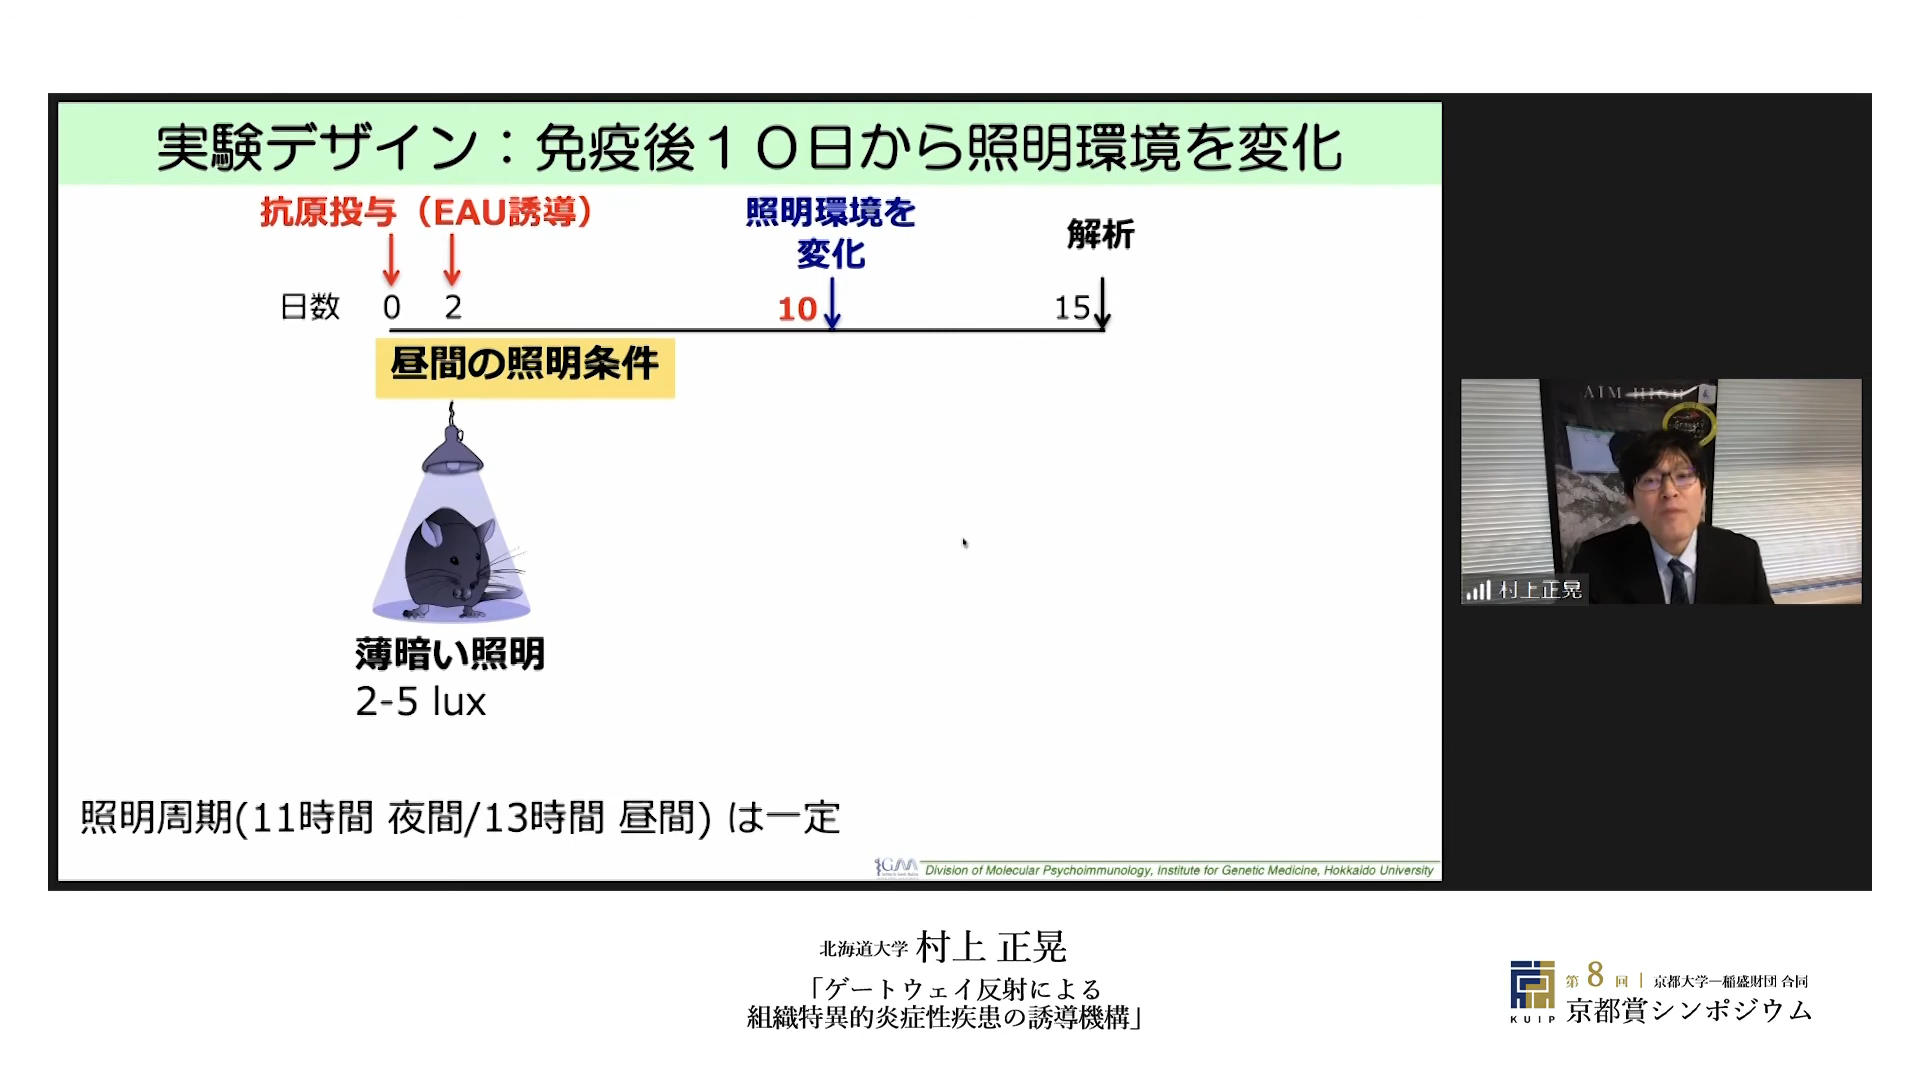 実験デザイン：免疫後１０日から照明環境を変化
抗原投与（EAU誘導）
照明環境を
変化
解析
日数 0 2 10 15
昼間の照明条件
薄暗い照明
2-5 lux
照明周期(11時間 夜間/13時間 昼間) は一定
Division of Molecular Psychoimmunology, Institute for Genetic Medicine, Hokkaido University
AIM HIGH
村上正晃
北海道大学 村上 正晃
「ゲートウェイ反射による
組織特異的炎症性疾患の誘導機構」
KUIP
第8回 | 京都大学―稲盛財団 合同
京都賞シンポジウム